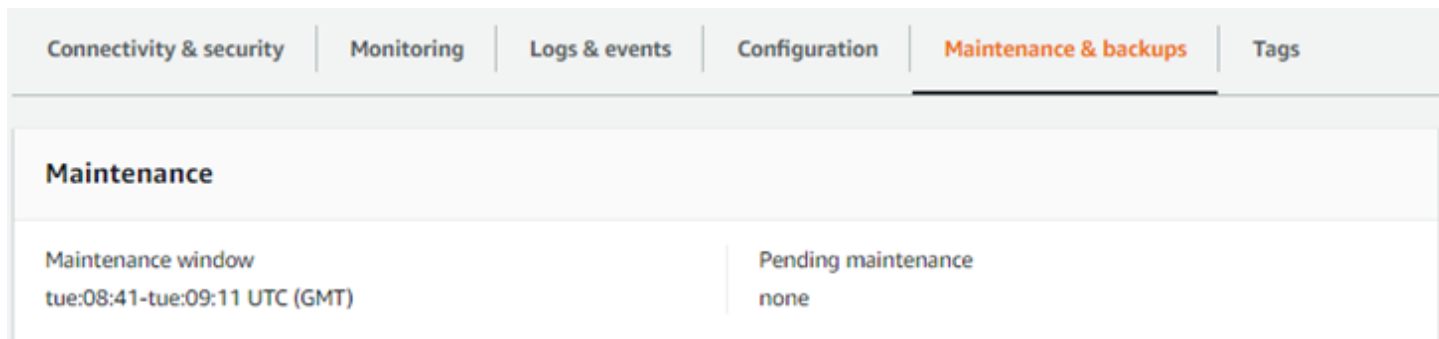 Connectivity & security Monitoring Logs & events Configuration Maintenance & backups Tags
Maintenance
Maintenance window Pending maintenance
tue:08:41-tue:09:11 UTC (GMT) none